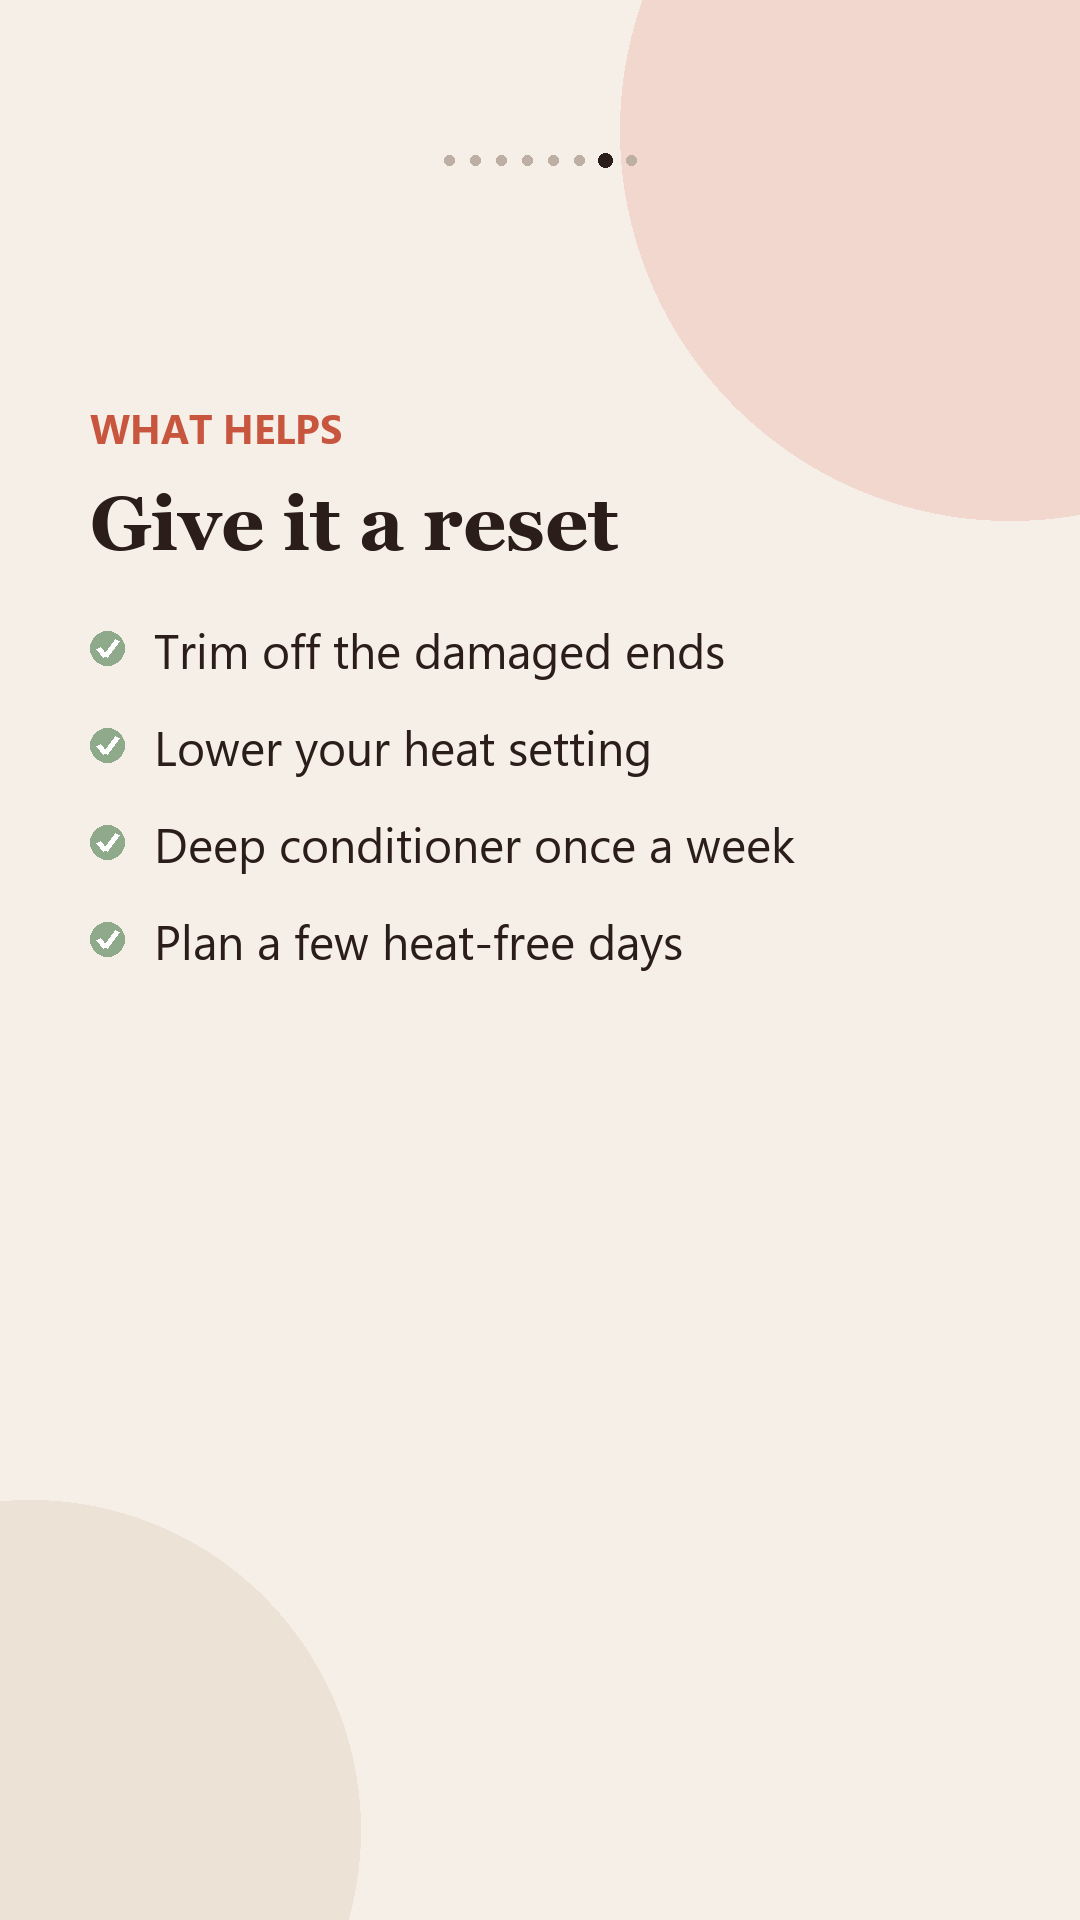 WHAT HELPS
Give it a reset
Trim off the damaged ends
Lower your heat setting
Deep conditioner once a week
Plan a few heat-free days